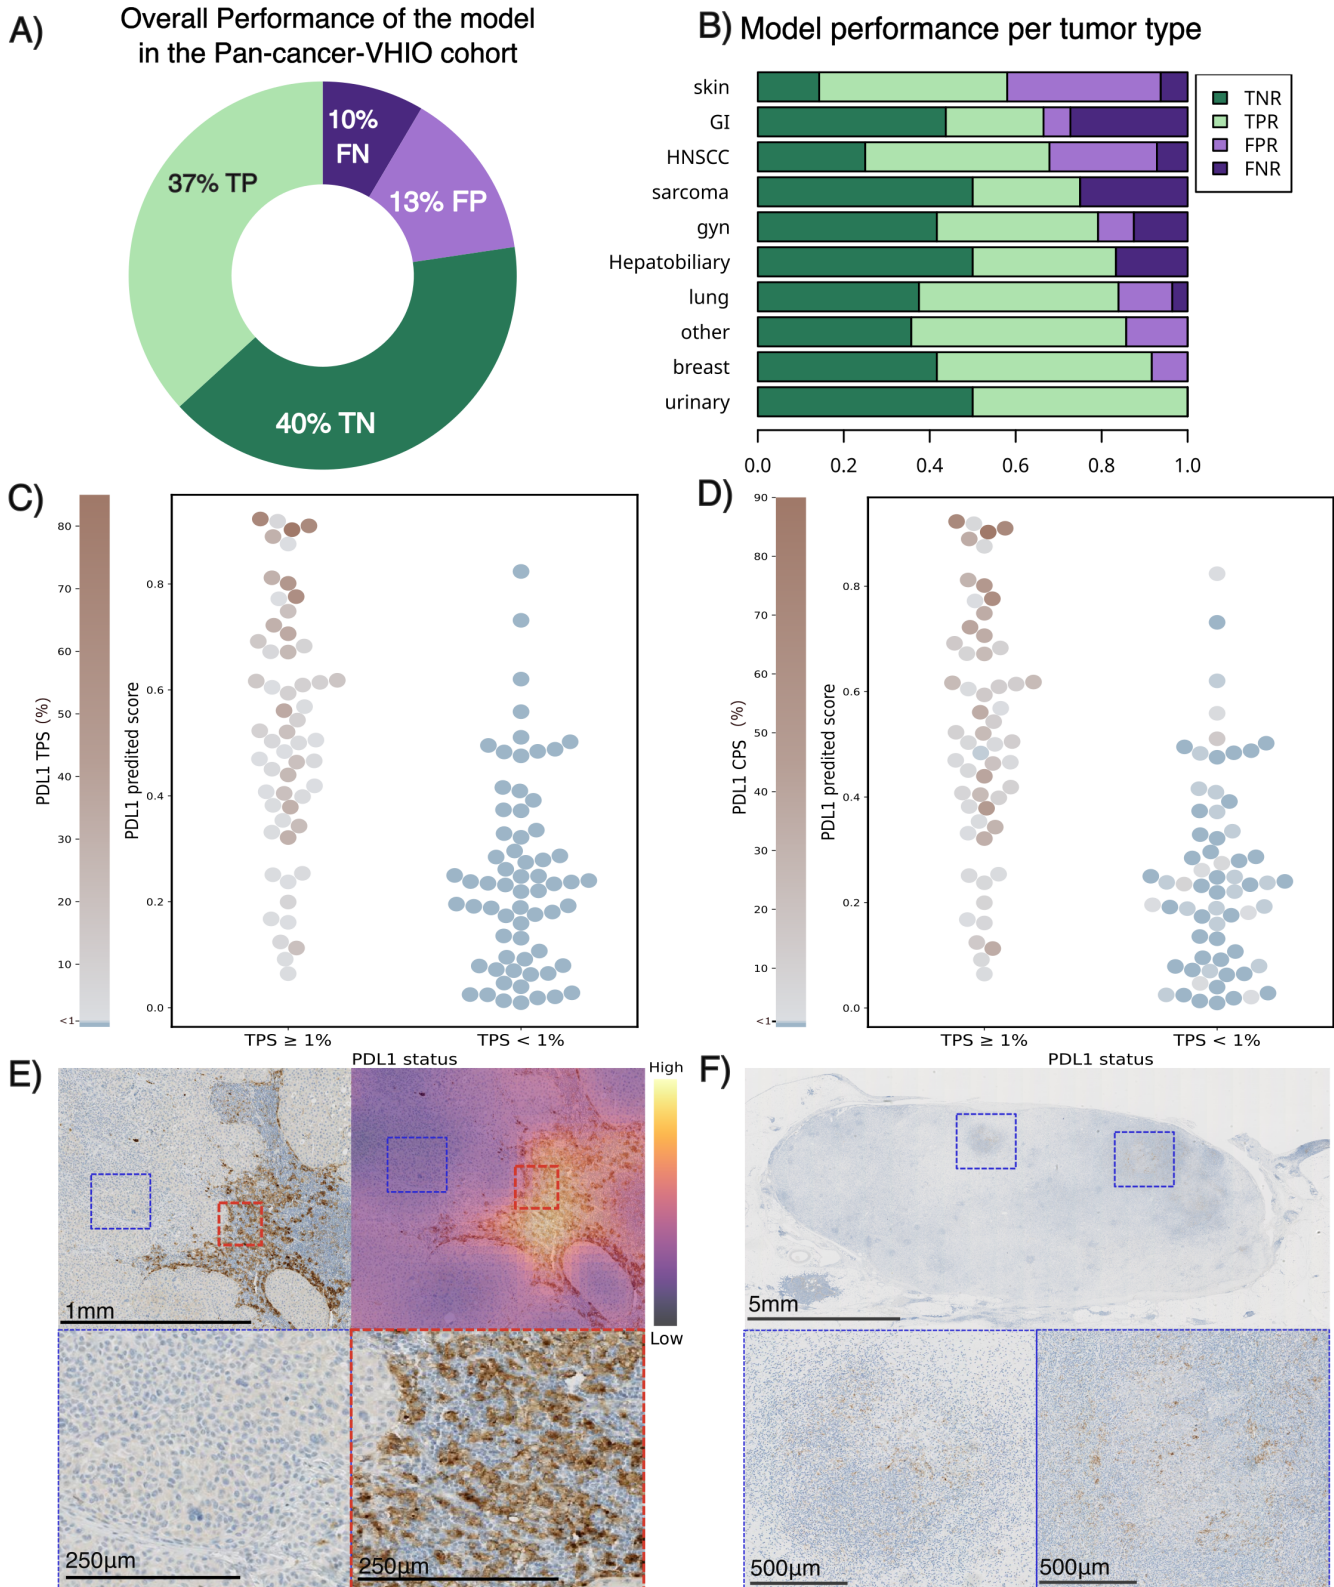 A)
Overall Performance of the model
in the Pan-cancer-VHIO cohort
10%
FN
37% TP
13% FP
40% TN
B)
Model performance per tumor type
skin
GI
HNSCC
sarcoma
gyn
Hepatobiliary
lung
other
breast
urinary
0.0 0.2 0.4 0.6 0.8 1.0
TNR
TPR
FPR
FNR
C)
80
70
60
50
40
30
20
10
<1
PDL1 TPS (%)
PDL1 predited score
0.8
0.6
0.4
0.2
0.0
TPS ≥ 1% TPS < 1%
PDL1 status
D)
90
80
70
60
50
40
30
20
10
<1
PDL1 CPS (%)
PDL1 predited score
0.8
0.6
0.4
0.2
0.0
TPS ≥ 1% TPS < 1%
PDL1 status
E)
High
Low
1mm
250μm
250μm
F)
5mm
500μm
500μm